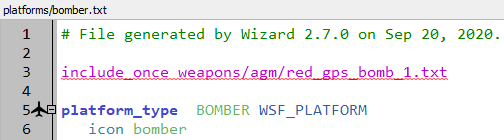 platforms/bomber.txt
1 # File generated by Wizard 2.7.0 on Sep 20, 2020.
2
3 include_once weapons/agm/red_gps_bomb_1.txt
4
5 platform_type BOMBER WSF_PLATFORM
6 icon bomber